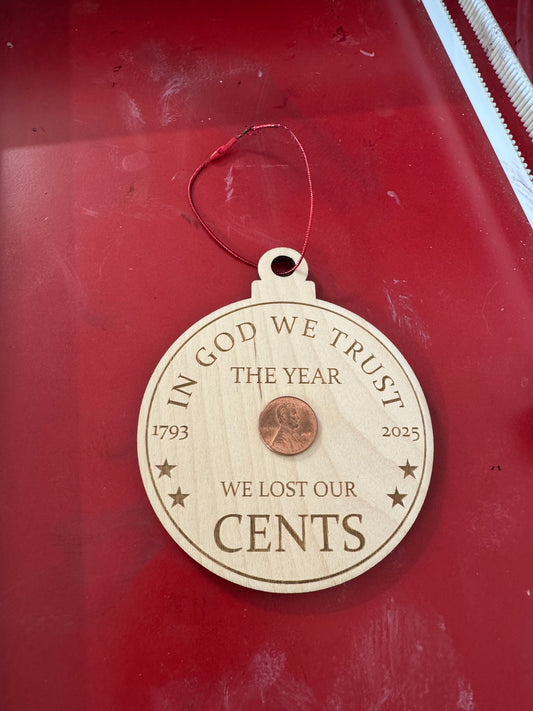 IN GOD WE TRUST
THE YEAR
1793 2025
WE LOST OUR
CENTS